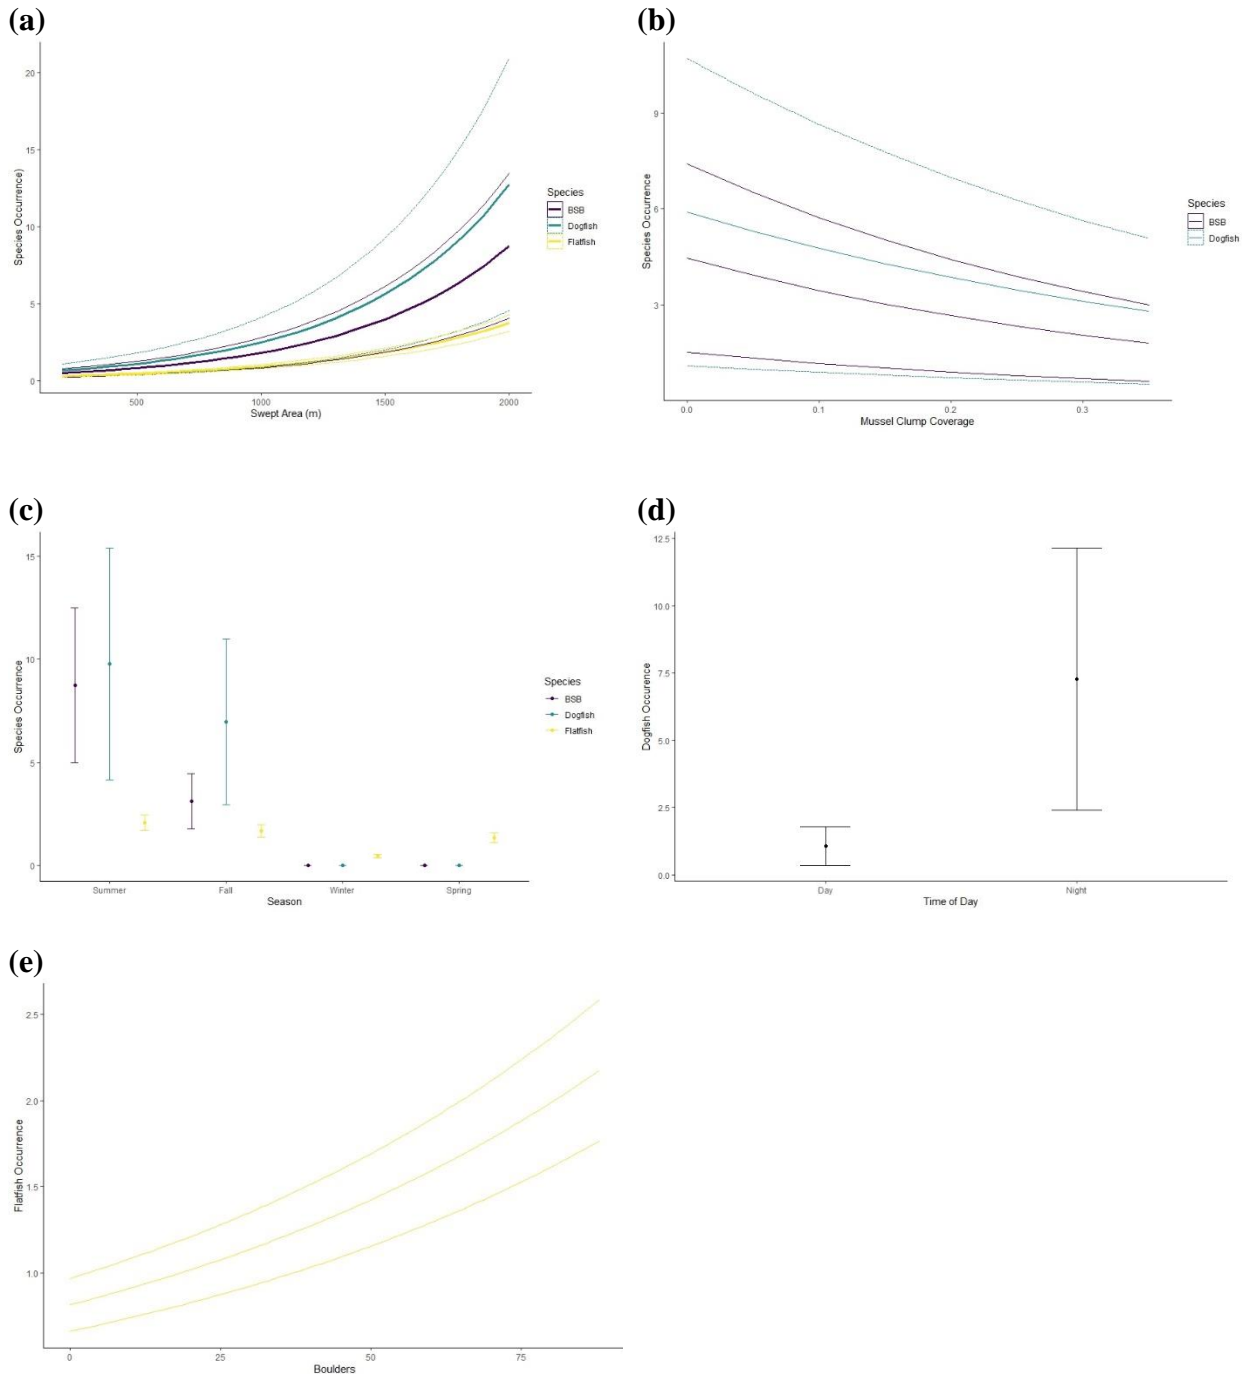 (a)
Species Occurrence)
20
15
10
5
0
500
1000
1500
2000
Swept Area (m)
Species
BSB
Dogfish
Flatfish
(b)
Species Occurrence
9
6
3
0.0
0.1
0.2
0.3
Mussel Clump Coverage
Species
BSB
Dogfish
(c)
Species Occurrence
15
10
5
0
Summer
Fall
Winter
Spring
Season
Species
BSB
Dogfish
Flatfish
(d)
Dogfish Occurence
12.5
10.0
7.5
5.0
2.5
0.0
Day
Night
Time of Day
(e)
Flatfish Occurrence
2.5
2.0
1.5
1.0
0
25
50
75
Boulders